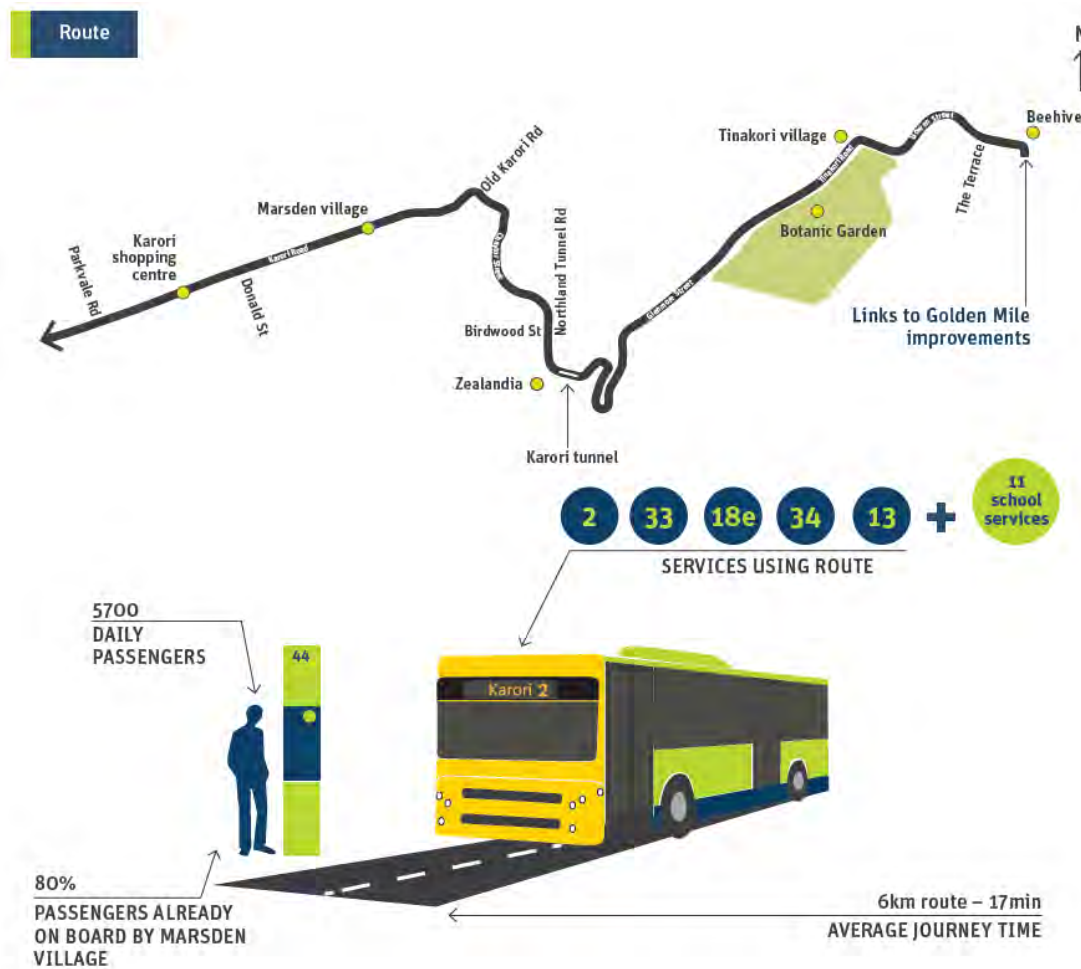 Route
N
Beehive
Tinakori village
Tinakori Road
The Terrace
Botanic Garden
Old Karori Rd
Marsden village
Karori
shopping
centre
Parkvale Rd
Karori Road
Donald St
Chaytor Street
Northland Tunnel Rd
Birdwood St
Glenmore Street
Links to Golden Mile
improvements
Zealandia
Karori tunnel
2
33
18e
34
13
+
11
school
services
SERVICES USING ROUTE
5700
DAILY
PASSENGERS
44
Karori 2
80%
PASSENGERS ALREADY
ON BOARD BY MARSDEN
VILLAGE
6km route – 17min
AVERAGE JOURNEY TIME